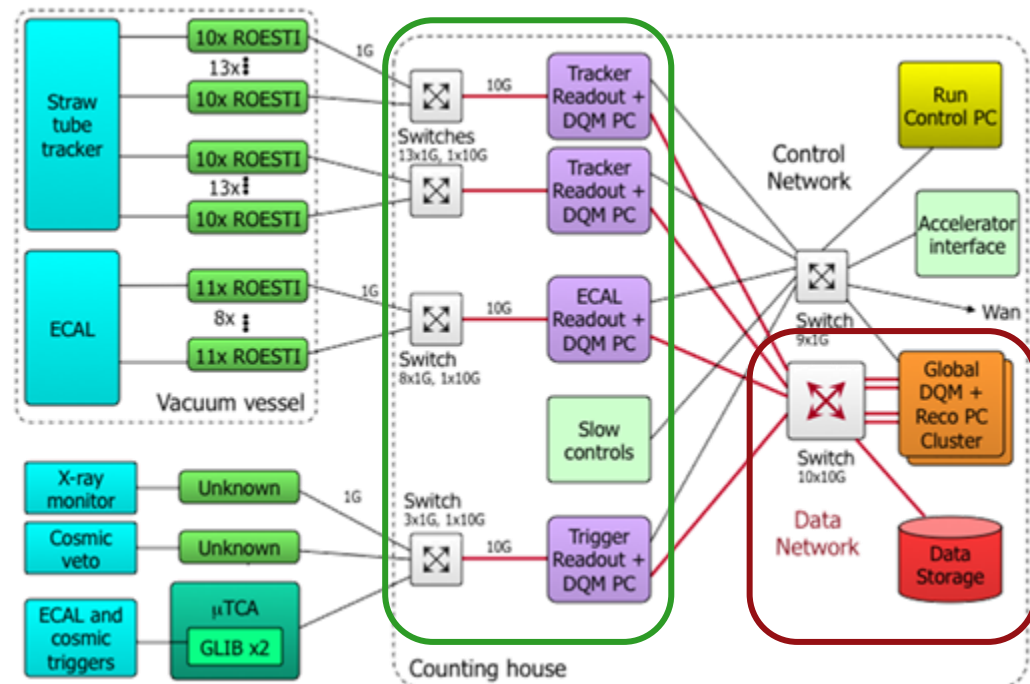 Straw
tube
tracker
10x ROESTI
13x
10x ROESTI
10x ROESTI
13x
10x ROESTI
ECAL
11x ROESTI
8x
11x ROESTI
Vacuum vessel
X-ray
monitor
Unknown
Cosmic
veto
Unknown
ECAL and
cosmic
triggers
μTCA
GLIB x2
1G
Switches
13x1G, 1x10G
10G
Tracker
Readout +
DQM PC
Tracker
Readout +
DQM PC
1G
Switch
8x1G, 1x10G
10G
ECAL
Readout +
DQM PC
Slow
controls
1G
Switch
3x1G, 1x10G
10G
Trigger
Readout +
DQM PC
Counting house
Control
Network
Run
Control PC
Accelerator
interface
Wan
Switch
9x1G
Global
DQM +
Reco PC
Cluster
Switch
10x10G
Data
Network
Data
Storage